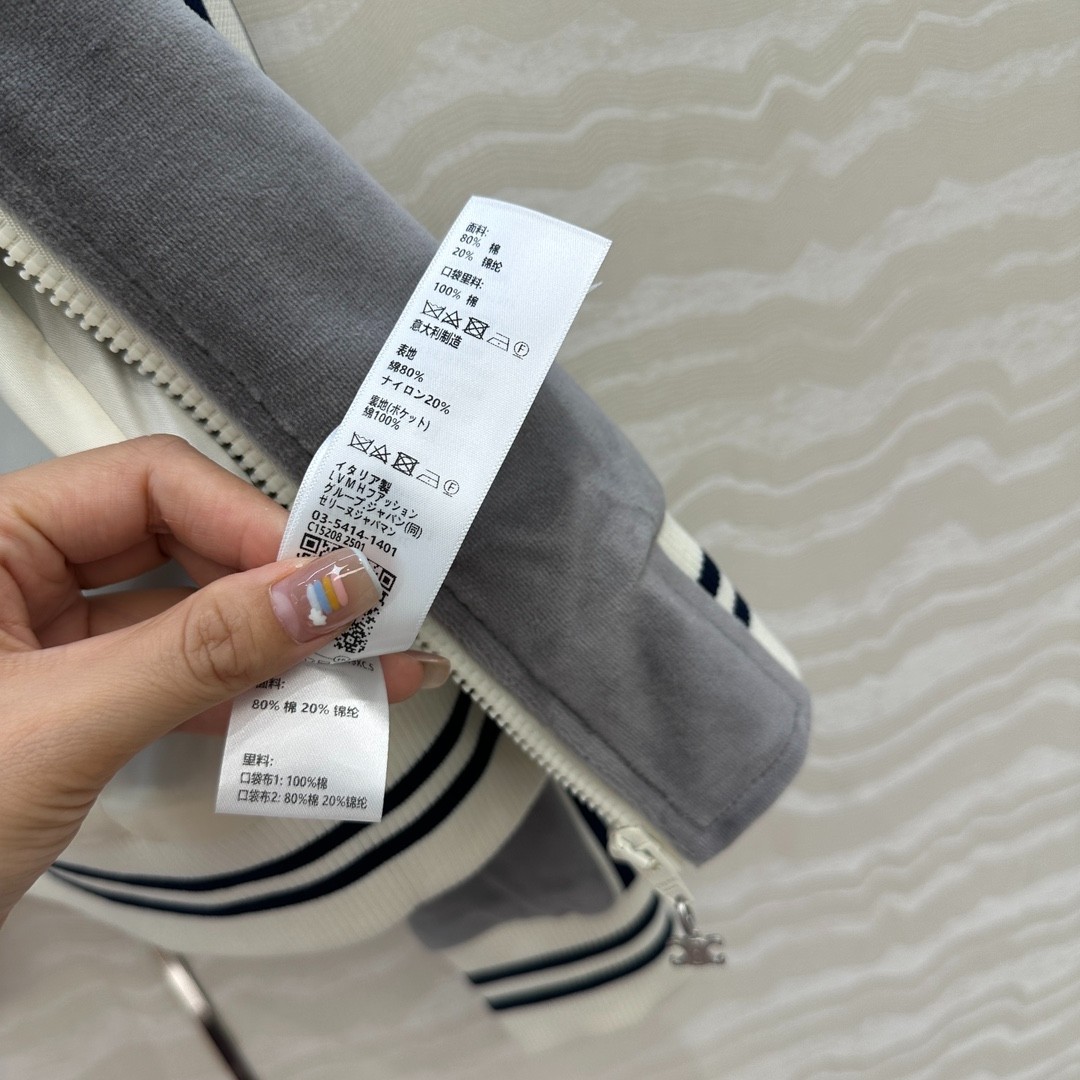 面料:
80% 棉
20% 锦纶
口袋里料:
100% 棉
意大利制造
表地
綿80%
ナイロン20%
裏地(ポケット)
綿100%
イタリア製
LVMHファッション
グループ・ジャパン(同)
セリーヌジャパマン
03-5414-1401
C15208 2501
面料:
80% 棉 20% 锦纶
里料:
口袋布1: 100%棉
口袋布2: 80%棉 20%锦纶